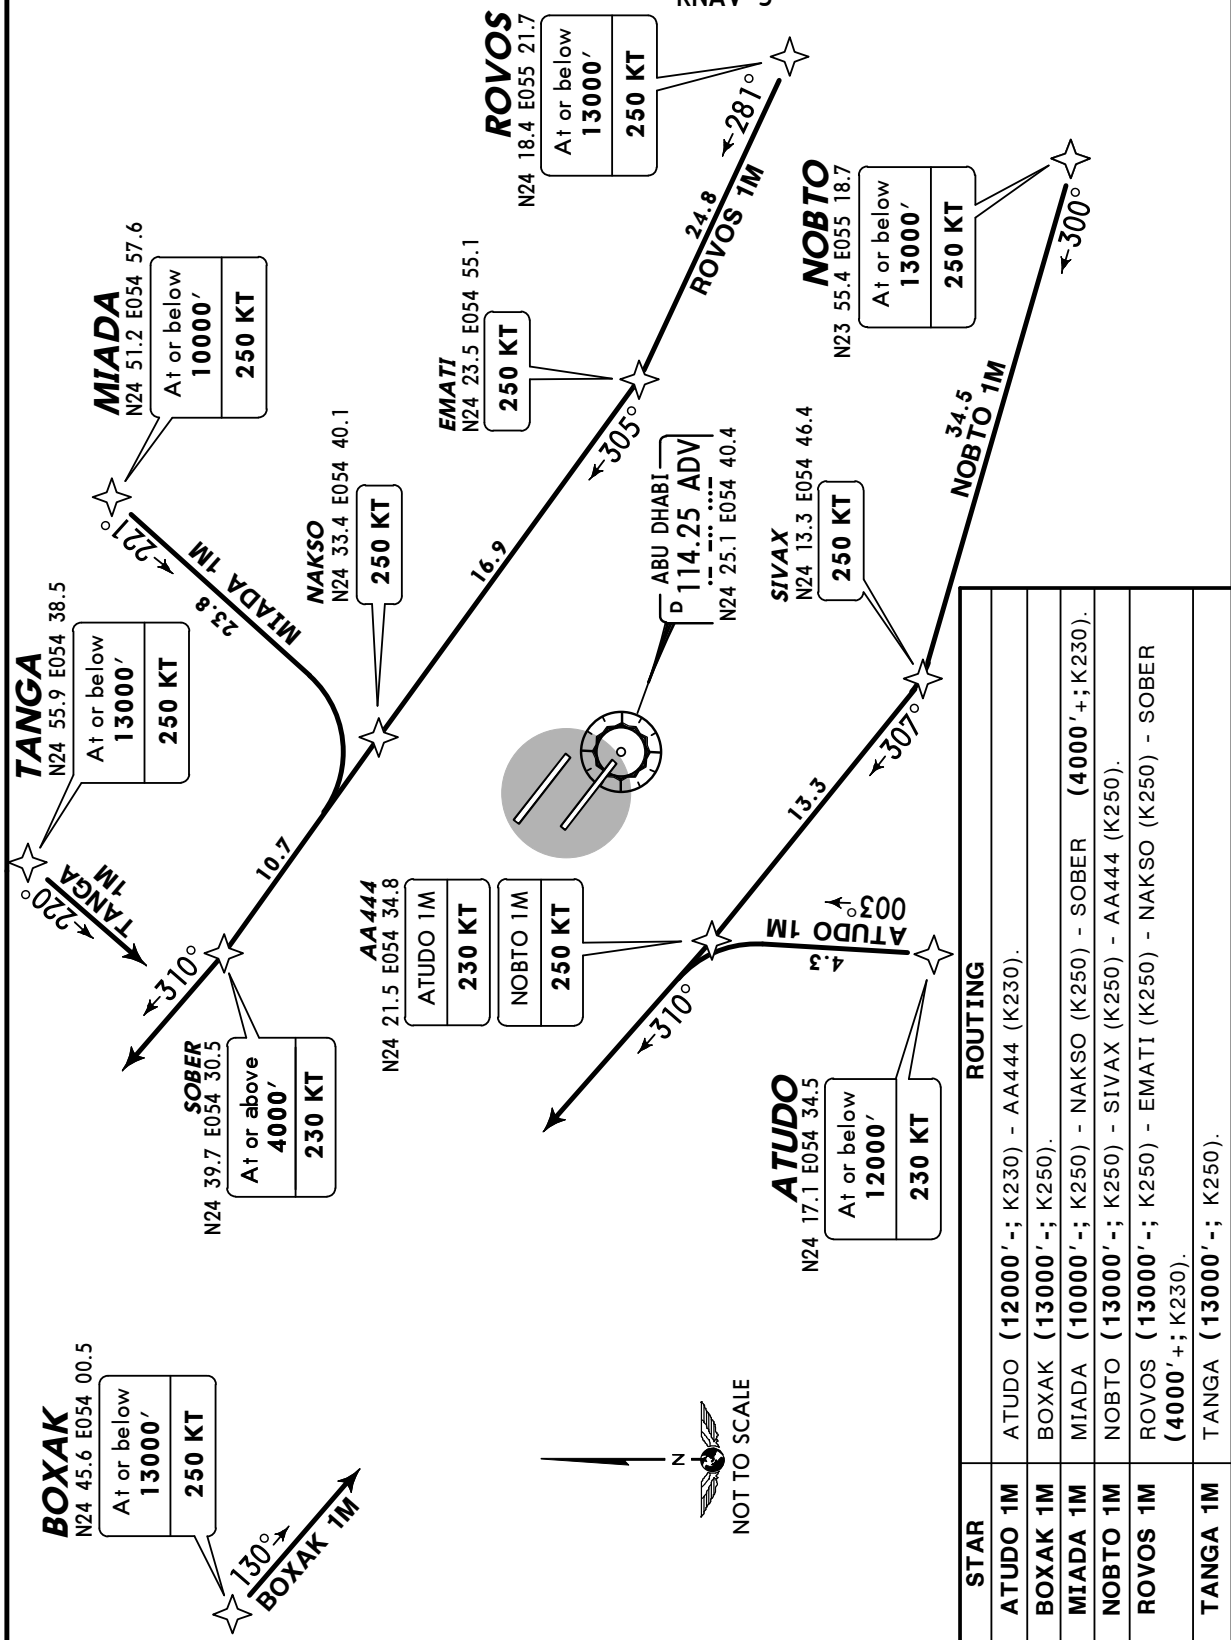 RNAV 5
BOXAK
N24 45.6 E054 00.5
At or below
13000'
250 KT
130°
BOXAK 1M
TANGA
N24 55.9 E054 38.5
At or below
13000'
250 KT
220°
TANGA
1M
MIADA
N24 51.2 E054 57.6
At or below
10000'
250 KT
221°
MIADA 1M
23.8
ROVOS
N24 18.4 E055 21.7
At or below
13000'
250 KT
281°
24.8
ROVOS 1M
EMATI
N24 23.5 E054 55.1
250 KT
305°
16.9
NAKSO
N24 33.4 E054 40.1
250 KT
10.7
310°
SOBER
N24 39.7 E054 30.5
At or above
4000'
230 KT
ABU DHABI
D 114.25 ADV
N24 25.1 E054 40.4
NOBTO
N23 55.4 E055 18.7
At or below
13000'
250 KT
300°
34.5
NOBTO 1M
SIVAX
N24 13.3 E054 46.4
250 KT
307°
13.3
AA444
N24 21.5 E054 34.8
ATUDO 1M
230 KT
NOBTO 1M
250 KT
310°
003°
ATUDO 1M
4.3
ATUDO
N24 17.1 E054 34.5
At or below
12000'
230 KT
N
NOT TO SCALE
STAR ROUTING
ATUDO 1M ATUDO (12000'-; K230) - AA444 (K230).
BOXAK 1M BOXAK (13000'-; K250).
MIADA 1M MIADA (10000'-; K250) - NAKSO (K250) - SOBER (4000'+; K230).
NOBTO 1M NOBTO (13000'-; K250) - SIVAX (K250) - AA444 (K250).
ROVOS 1M ROVOS (13000'-; K250) - EMATI (K250) - NAKSO (K250) - SOBER
(4000'+; K230).
TANGA 1M TANGA (13000'-; K250).